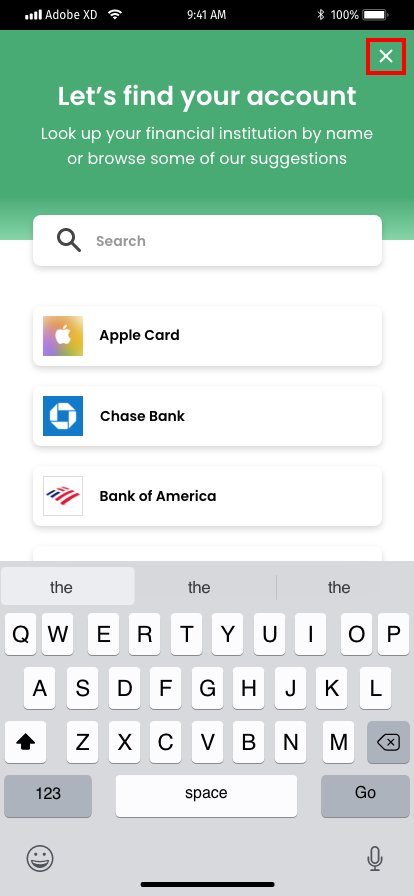 Adobe XD 9:41 AM 100%
Let’s find your account
Look up your financial institution by name
or browse some of our suggestions
Search
Apple Card
Chase Bank
Bank of America
the the the
Q W E R T Y U I O P
A S D F G H J K L
Z X C V B N M
123 space Go